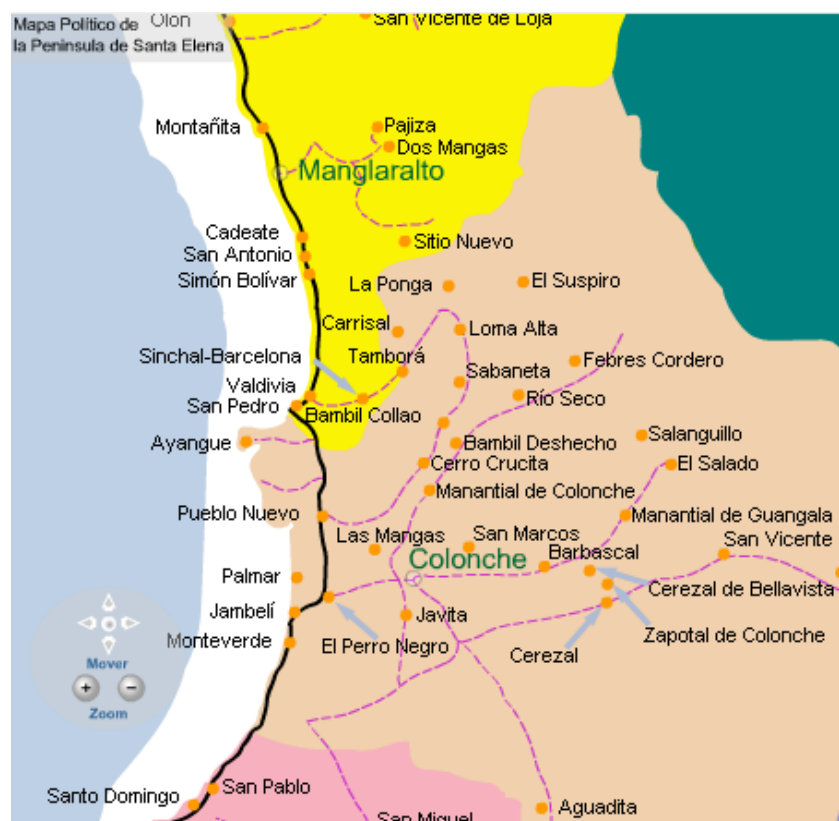 Mapa Político de
la Peninsula de Santa Elena
Olon
San Vicente de Loja
Montañita
Pajiza
Dos Mangas
Manglaralto
Cadeate
San Antonio
Simón Bolívar
Sitio Nuevo
La Ponga
El Suspiro
Carrisal
Loma Alta
Sinchal-Barcelona
Tamborá
Febres Cordero
Sabaneta
Valdivia
San Pedro
Bambil Collao
Río Seco
Ayangue
Bambil Deshecho
Salanguillo
Cerro Crucita
El Salado
Manantial de Colonche
Pueblo Nuevo
Manantial de Guangala
Las Mangas
San Marcos
San Vicente
Barbascal
Colonche
Palmar
Cerezal de Bellavista
Jambelí
Javita
Monteverde
El Perro Negro
Zapotal de Colonche
Cerezal
Mover
Zoom
San Pablo
Santo Domingo
San Miguel
Aguadita